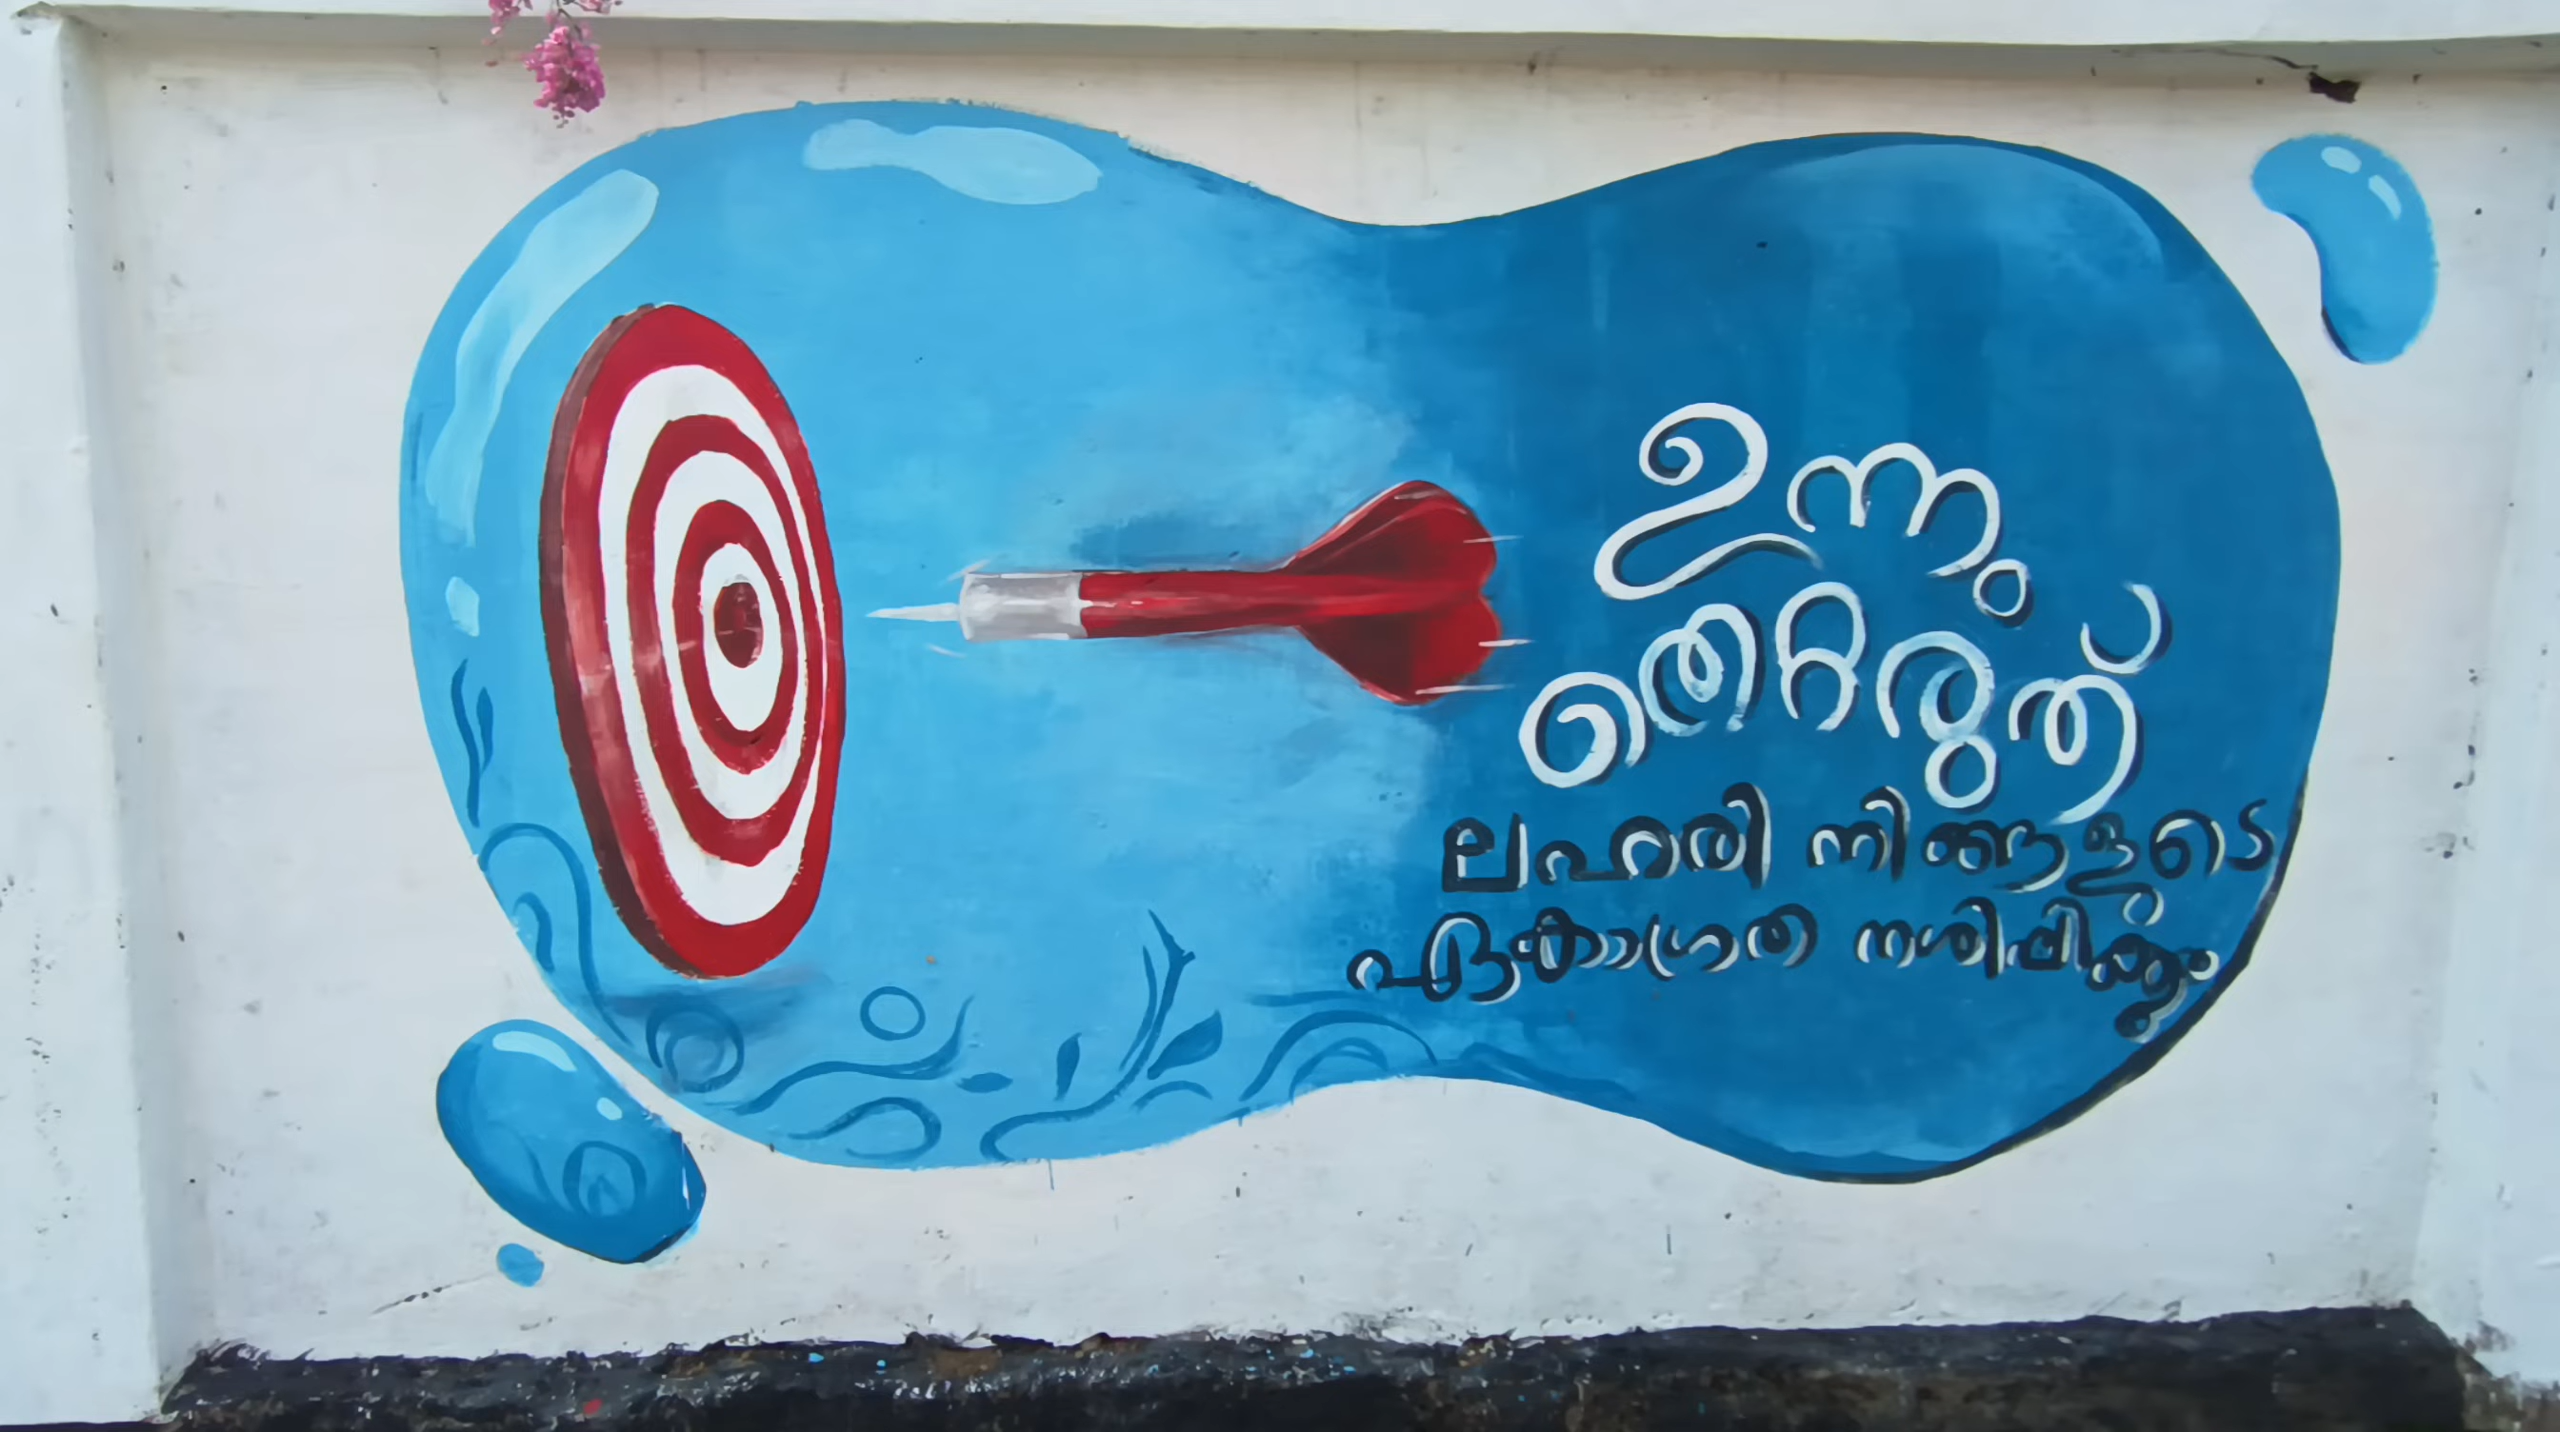 ഉന്നം
തെറ്റരുത്
ലഹരി നിങ്ങളുടെ
ഏകാഗ്രത നശിപ്പിക്കും